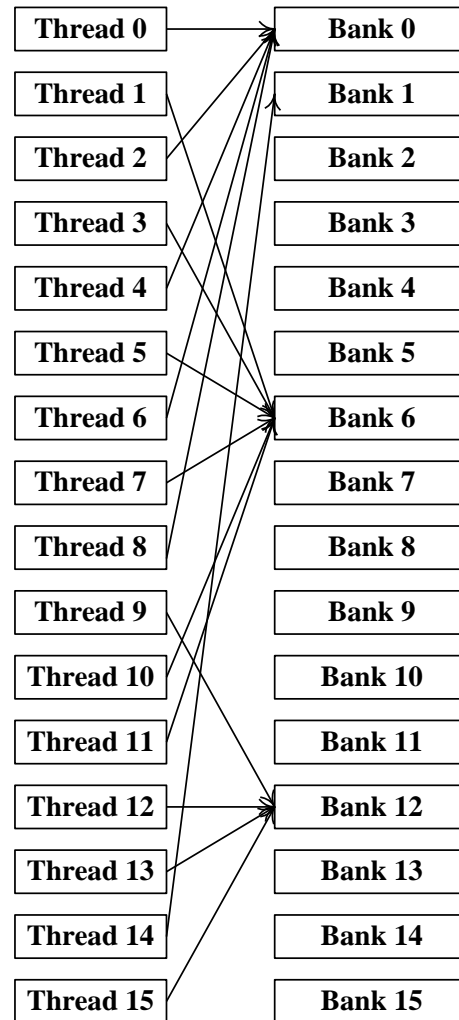 Thread 0 Bank 0
Thread 1 Bank 1
Thread 2 Bank 2
Thread 3 Bank 3
Thread 4 Bank 4
Thread 5 Bank 5
Thread 6 Bank 6
Thread 7 Bank 7
Thread 8 Bank 8
Thread 9 Bank 9
Thread 10 Bank 10
Thread 11 Bank 11
Thread 12 Bank 12
Thread 13 Bank 13
Thread 14 Bank 14
Thread 15 Bank 15